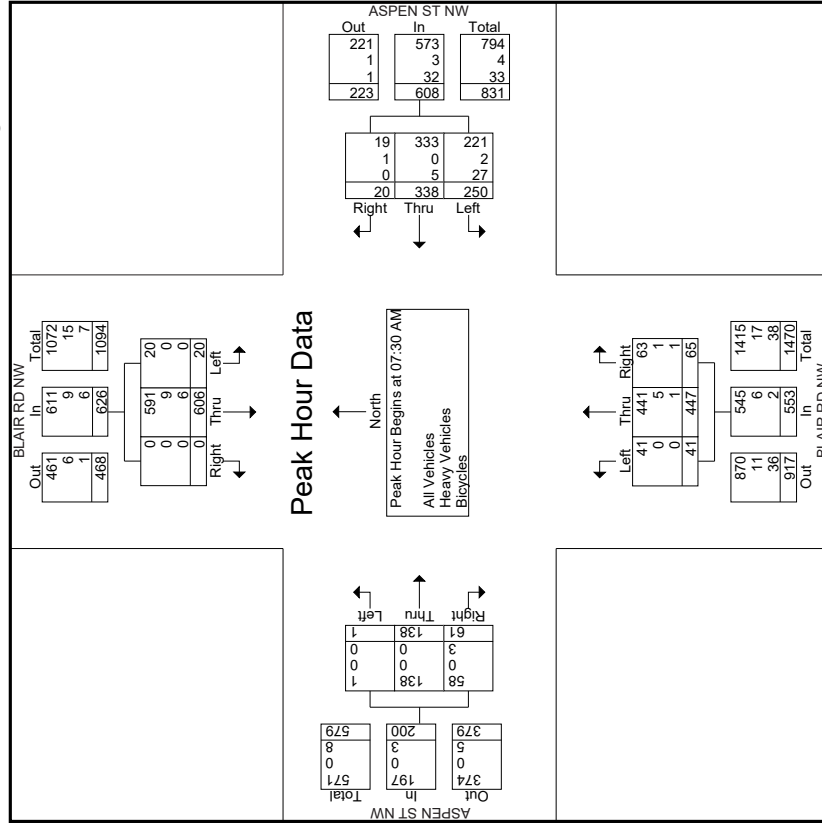 ASPEN ST NW
Out In Total
221 573 794
1 3 4
1 32 33
223 608 831
19 333 221
1 0 2
0 5 27
20 338 250
Right Thru Left
BLAIR RD NW
Out In Total
461 611 1072
6 9 15
1 6 7
468 626 1094
0 591 20
0 9 0
0 6 0
0 606 20
Right Thru Left
Peak Hour Data
North
Peak Hour Begins at 07:30 AM
All Vehicles
Heavy Vehicles
Bicycles
Left Thru Right
41 441 63
0 5 1
0 1 1
41 447 65
870 545 1415
11 6 17
36 2 38
917 553 1470
Out In Total
BLAIR RD NW
Left Thru Right
1 138 61
0 0 3
0 0 0
1 138 58
579 200 379
8 3 5
0 0 0
571 197 374
Total In Out
ASPEN ST NW